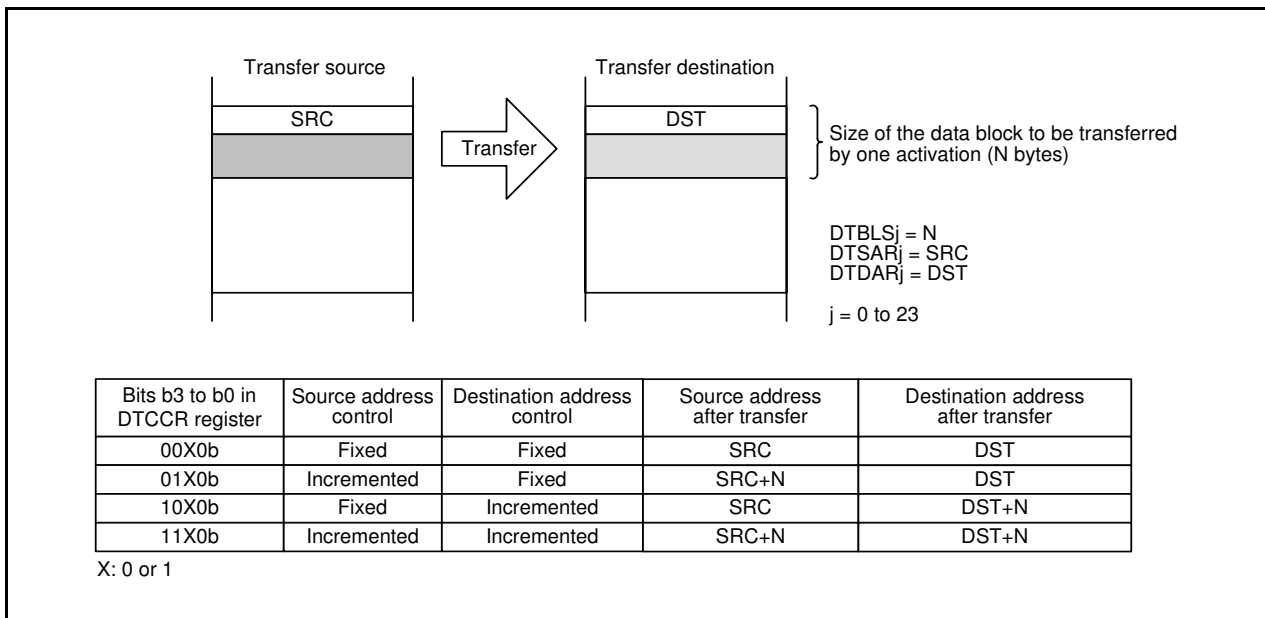 Transfer source
Transfer destination
SRC
DST
Transfer
Size of the data block to be transferred
by one activation (N bytes)
DTBLSj = N
DTSARj = SRC
DTDARj = DST
j = 0 to 23
Bits b3 to b0 in
DTCCR register
Source address
control
Destination address
control
Source address
after transfer
Destination address
after transfer
00X0b Fixed Fixed SRC DST
01X0b Incremented Fixed SRC+N DST
10X0b Fixed Incremented SRC DST+N
11X0b Incremented Incremented SRC+N DST+N
X: 0 or 1